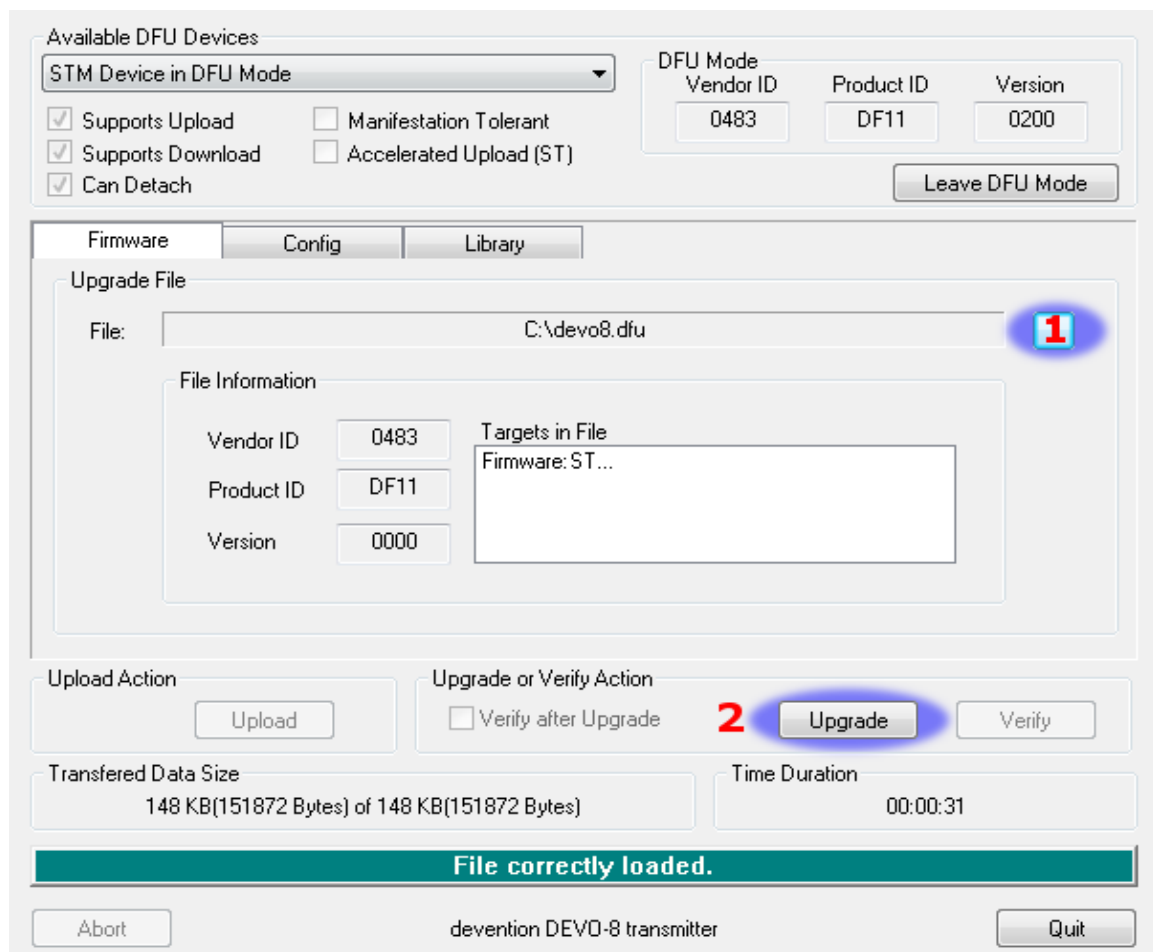 Available DFU Devices
STM Device in DFU Mode
DFU Mode
Vendor ID Product ID Version
0483 DF11 0200
Supports Upload Manifestation Tolerant
Supports Download Accelerated Upload (ST)
Can Detach
Leave DFU Mode
Firmware Config Library
Upgrade File
File: C:\devo8.dfu 1
File Information
Vendor ID 0483
Product ID DF11
Version 0000
Targets in File
Firmware: ST...
Upload Action
Upload
Upgrade or Verify Action
Verify after Upgrade 2 Upgrade Verify
Transfered Data Size
148 KB(151872 Bytes) of 148 KB(151872 Bytes)
Time Duration
00:00:31
File correctly loaded.
Abort devention DEVO-8 transmitter Quit